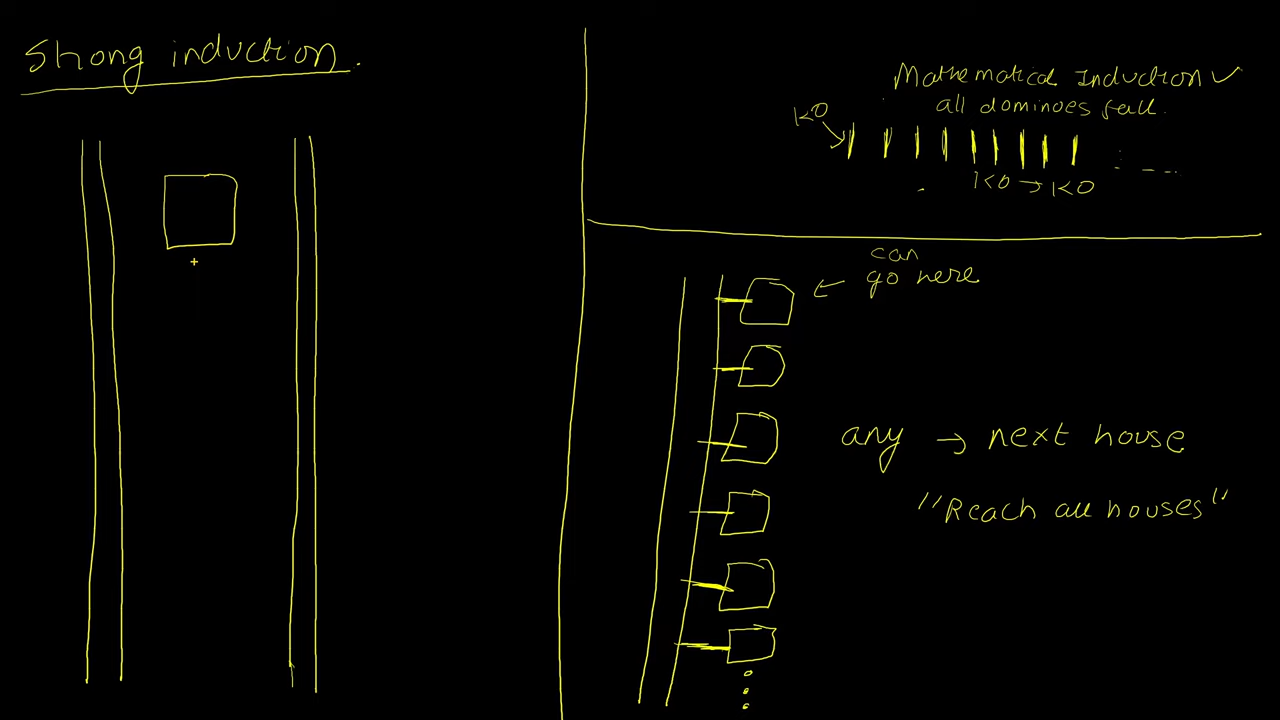 Strong induction.
Mathematical Induction ✓
all dominoes fall.
KO
KO → KO
can
go here
any → next house
"Reach all houses"